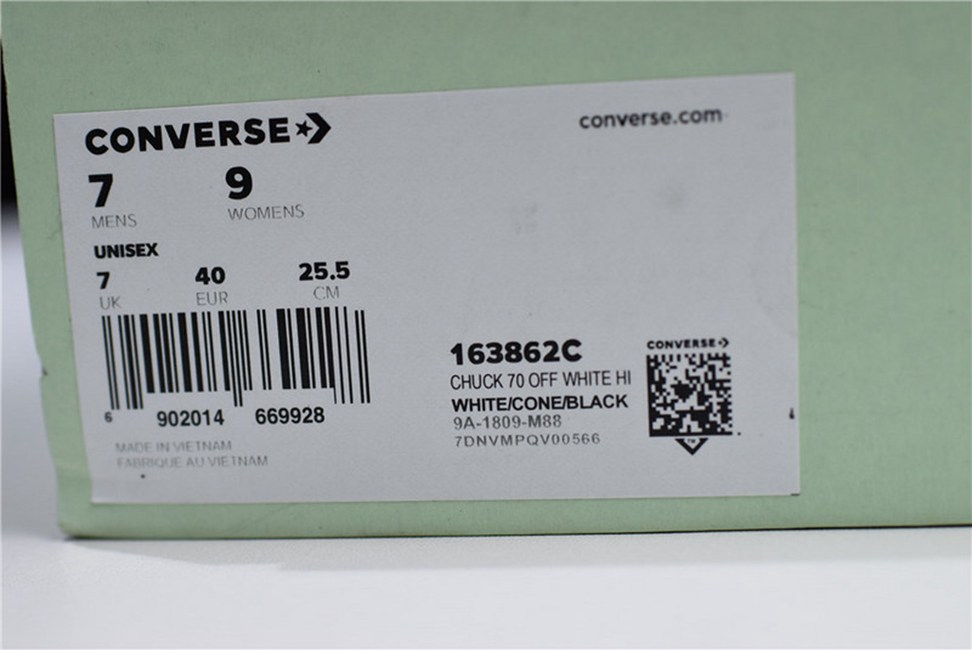 CONVERSE
converse.com
7 9
MENS WOMENS
UNISEX
7 40 25.5
UK EUR CM
6 902014 669928
MADE IN VIETNAM
FABRIQUE AU VIETNAM
163862C
CHUCK 70 OFF WHITE HI
WHITE/CONE/BLACK
9A-1809-M88
7DNVMPQV00566
CONVERSE
TM